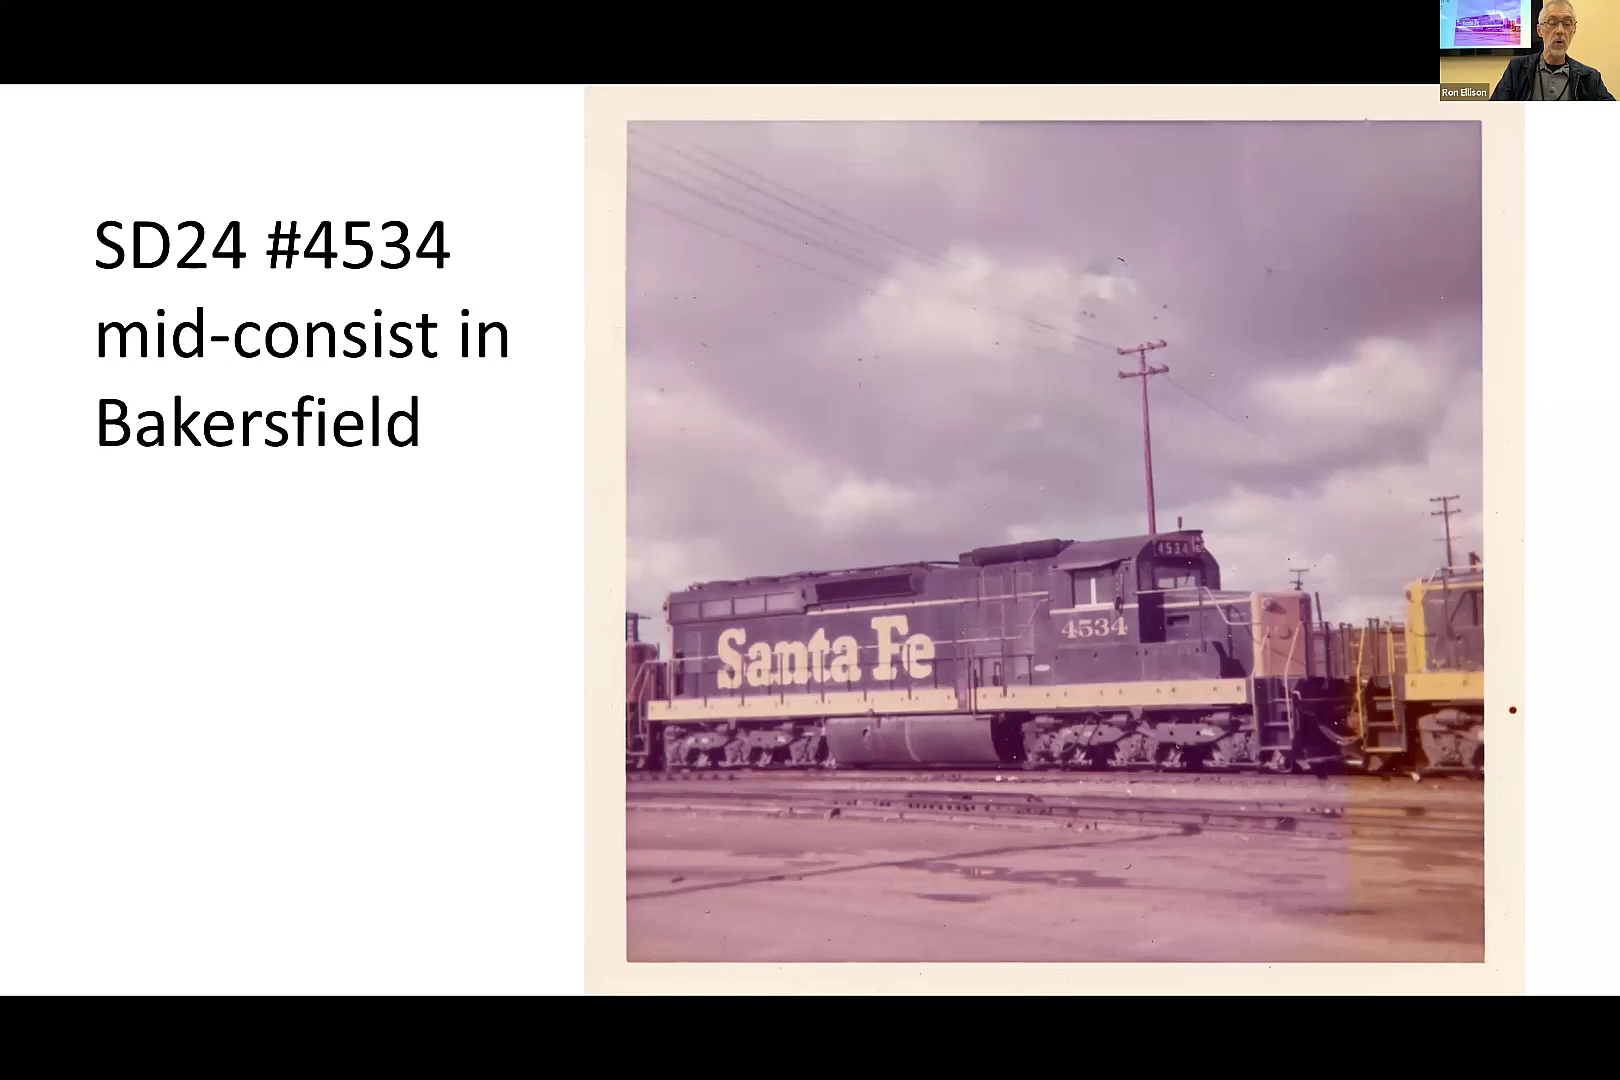 SD24 #4534
mid-consist in
Bakersfield
4534
Santa Fe
4534
Ron Ellison